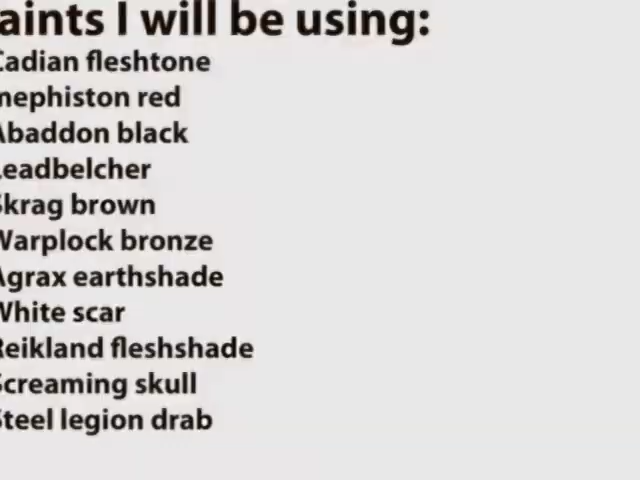 aints I will be using:
Cadian fleshtone
mephiston red
Abaddon black
Leadbelcher
Skrag brown
Warplock bronze
Agrax earthshade
White scar
Reikland fleshshade
Screaming skull
Steel legion drab